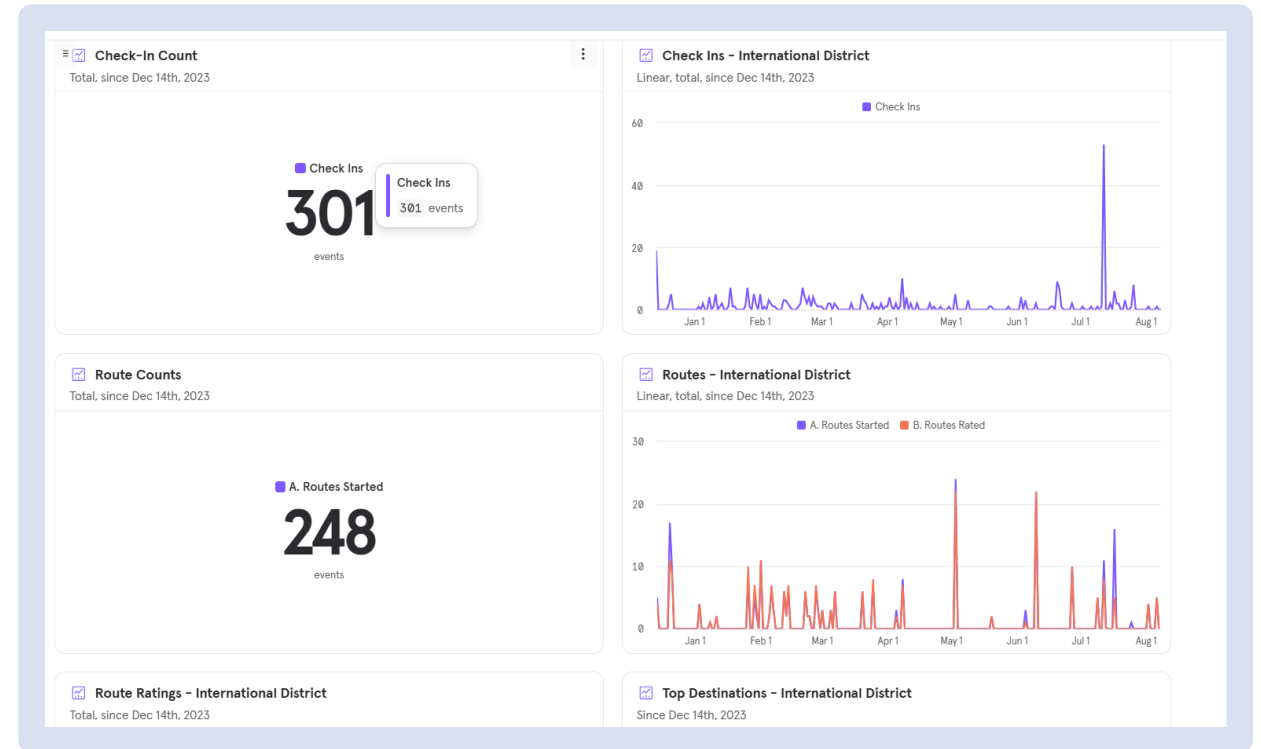 Check-In Count
Total, since Dec 14th, 2023
Check Ins
301
events
Check Ins
301 events
Check Ins - International District
Linear, total, since Dec 14th, 2023
Check Ins
60
40
20
0
Jan 1 Feb 1 Mar 1 Apr 1 May 1 Jun 1 Jul 1 Aug 1
Route Counts
Total, since Dec 14th, 2023
A. Routes Started
248
events
Routes - International District
Linear, total, since Dec 14th, 2023
A. Routes Started B. Routes Rated
30
20
10
0
Jan 1 Feb 1 Mar 1 Apr 1 May 1 Jun 1 Jul 1 Aug 1
Route Ratings - International District
Total, since Dec 14th, 2023
Top Destinations - International District
Since Dec 14th, 2023